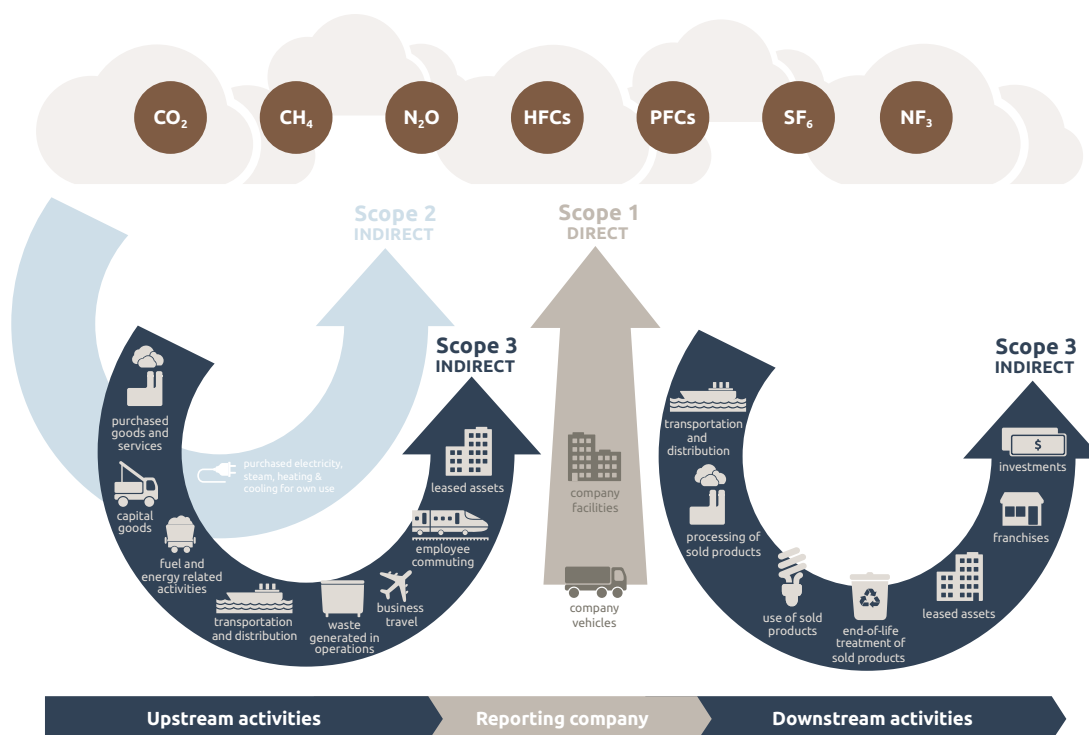 CO₂
CH₄
N₂O
HFCs
PFCs
SF₆
NF₃
Scope 2
INDIRECT
Scope 1
DIRECT
Scope 3
INDIRECT
Scope 3
INDIRECT
purchased
goods and
services
capital
goods
fuel and
energy related
activities
transportation
and distribution
waste
generated in
operations
business
travel
employee
commuting
leased assets
purchased electricity,
steam, heating &
cooling for own use
company
facilities
company
vehicles
transportation
and
distribution
processing of
sold products
use of sold
products
end-of-life
treatment of
sold products
leased assets
franchises
$
investments
Upstream activities
Reporting company
Downstream activities